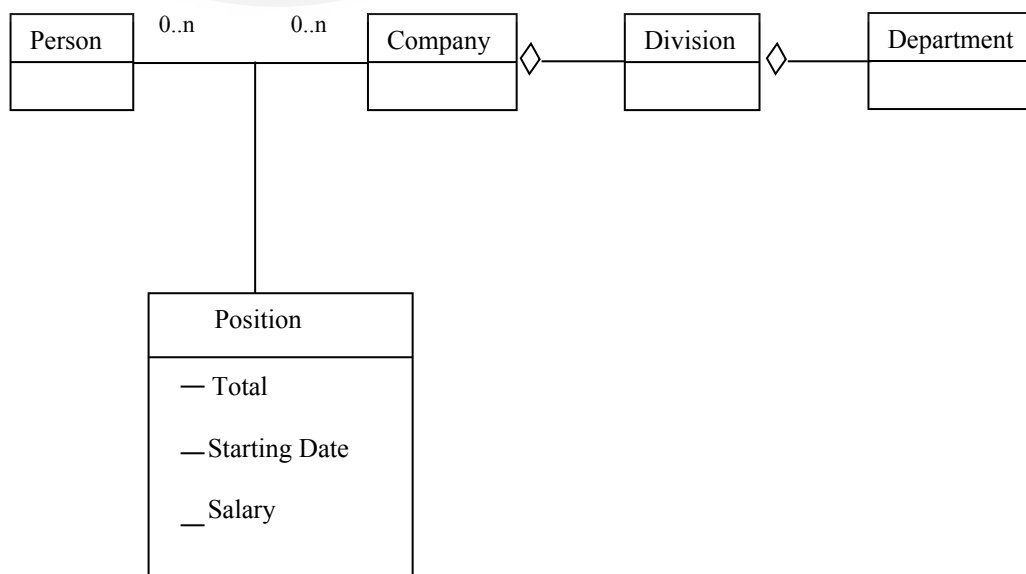 0..n 0..n
Person Company Division Department
Position
Total
Starting Date
Salary